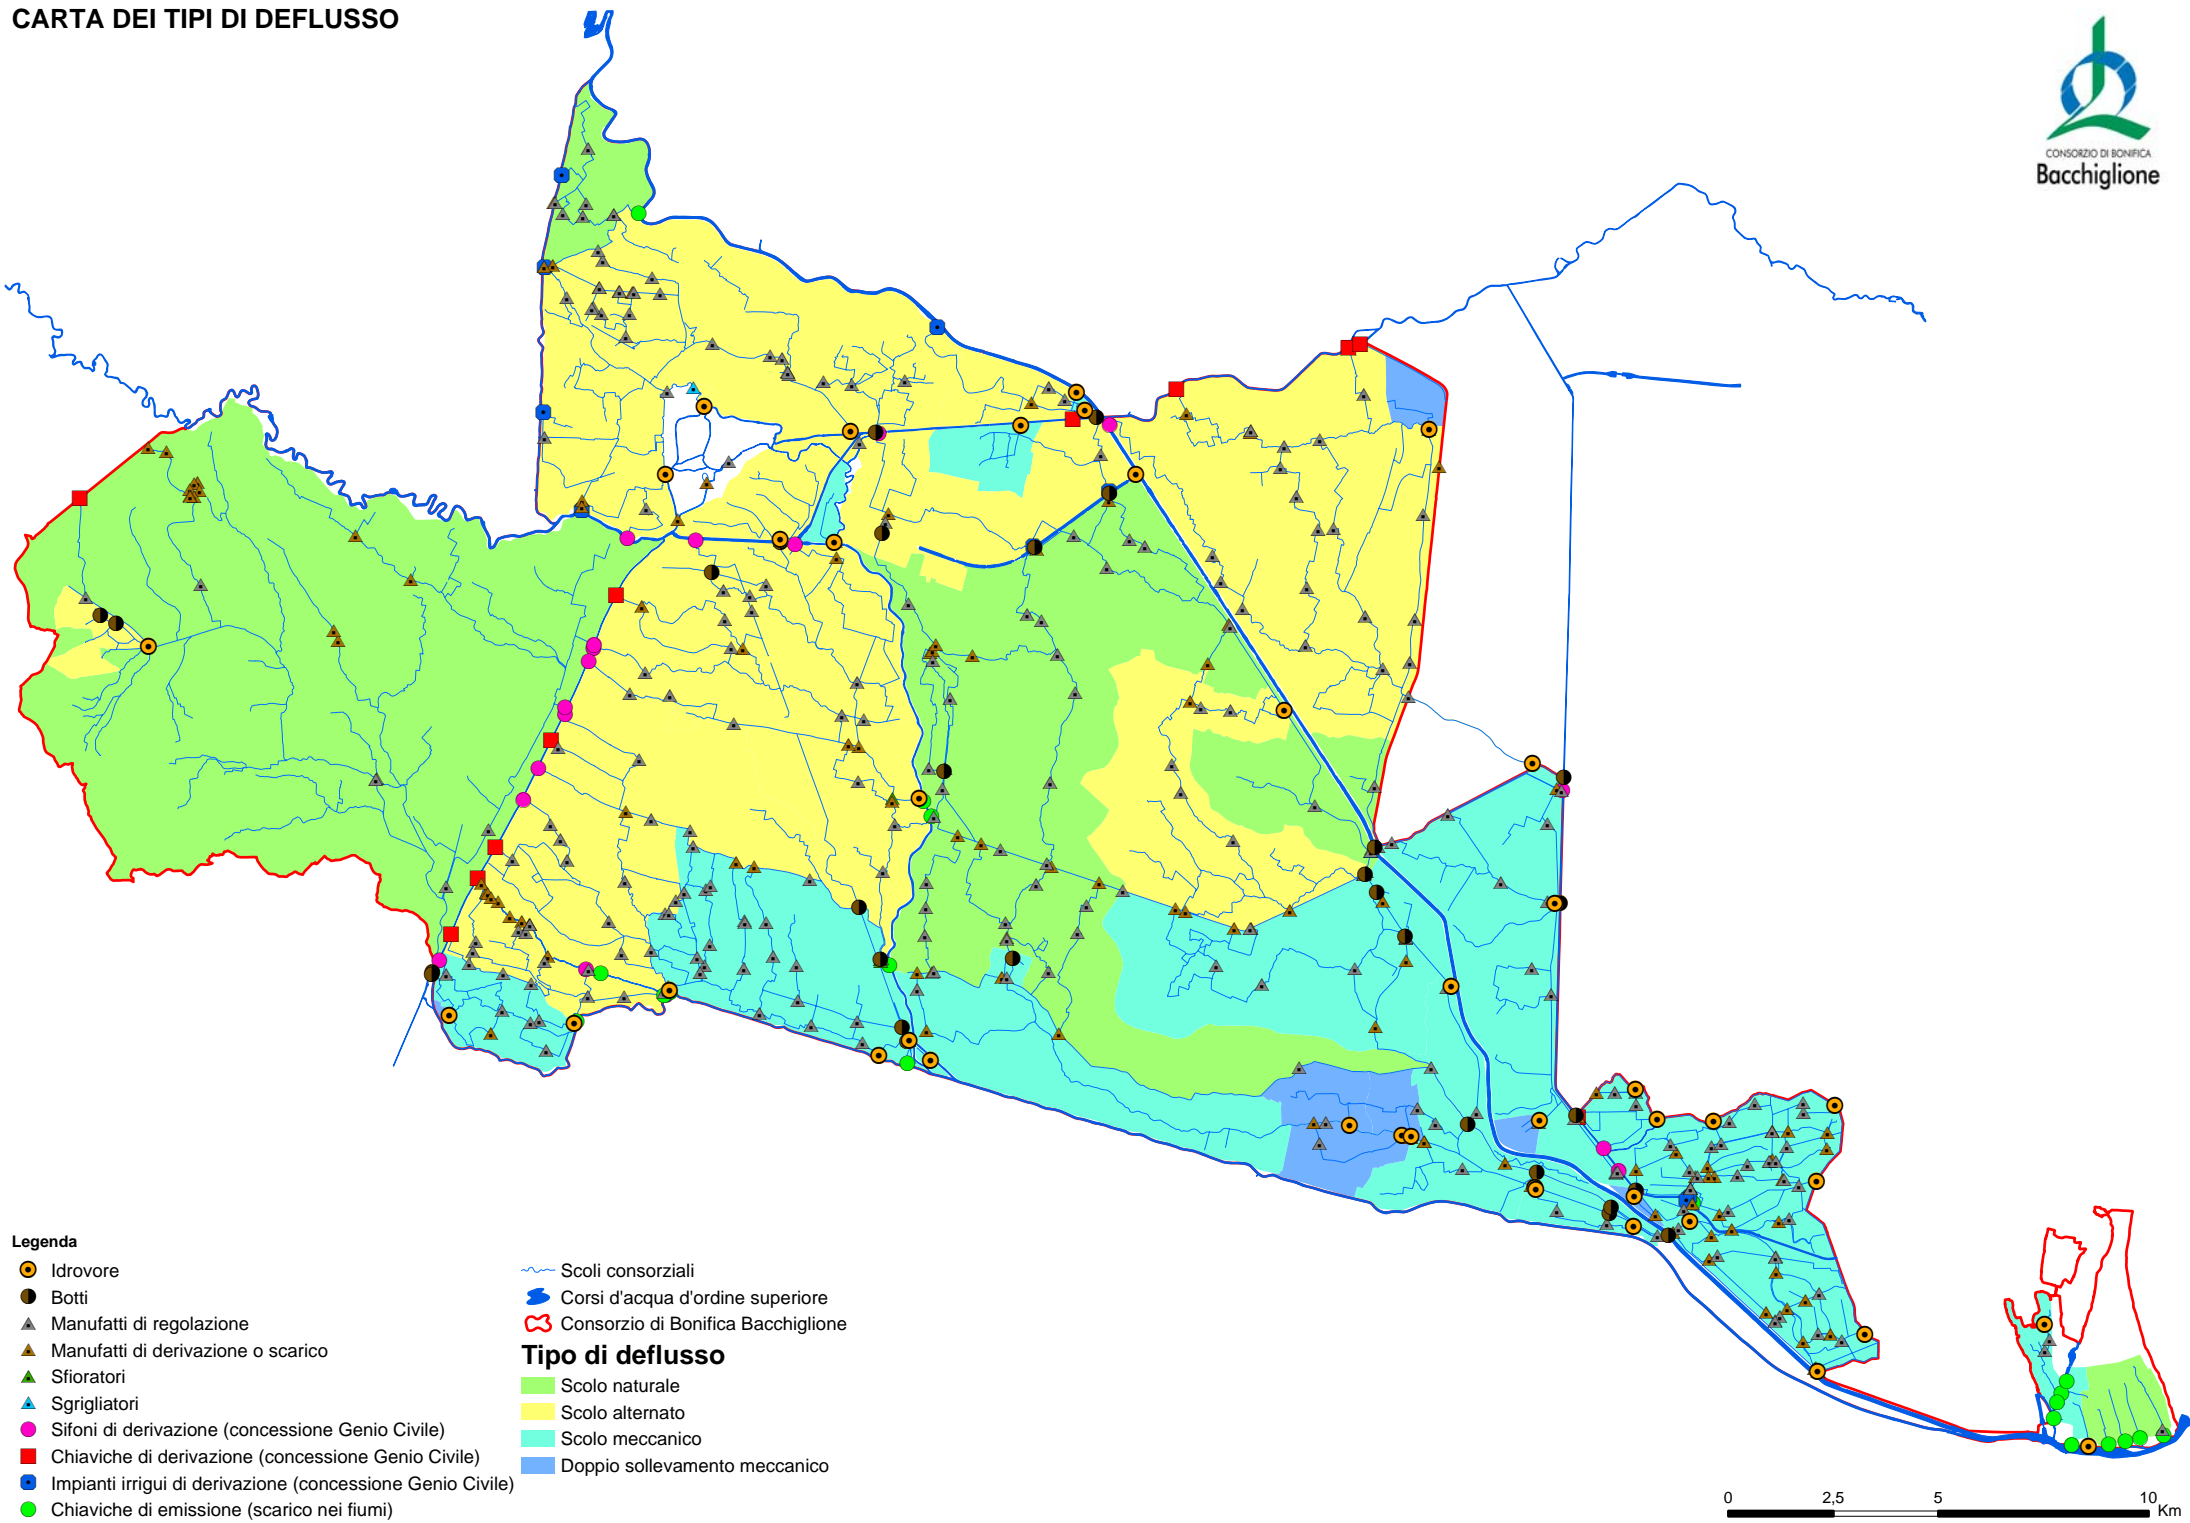 CARTA DEI TIPI DI DEFLUSSO
CONSORZIO DI BONIFICA
Bacchiglione
Legenda
Idrovore
Botti
Manufatti di regolazione
Manufatti di derivazione o scarico
Sfioratori
Sgrigliatori
Sifoni di derivazione (concessione Genio Civile)
Chiaviche di derivazione (concessione Genio Civile)
Impianti irrigui di derivazione (concessione Genio Civile)
Chiaviche di emissione (scarico nei fiumi)
Scoli consorziali
Corsi d'acqua d'ordine superiore
Consorzio di Bonifica Bacchiglione
Tipo di deflusso
Scolo naturale
Scolo alternato
Scolo meccanico
Doppio sollevamento meccanico
0 2,5 5 10
Km